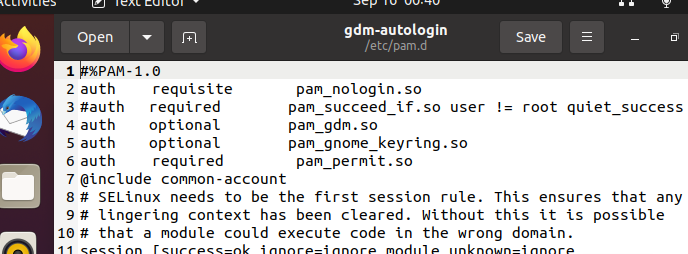 Activities Text Editor Sep 16 00:40
Open gdm-autologin Save
/etc/pam.d
1 #%PAM-1.0
2 auth requisite pam_nologin.so
3 #auth required pam_succeed_if.so user != root quiet_success
4 auth optional pam_gdm.so
5 auth optional pam_gnome_keyring.so
6 auth required pam_permit.so
7 @include common-account
8 # SELinux needs to be the first session rule. This ensures that any
9 # lingering context has been cleared. Without this it is possible
10 # that a module could execute code in the wrong domain.
11 session [success=ok ignore=ignore module_unknown=ignore